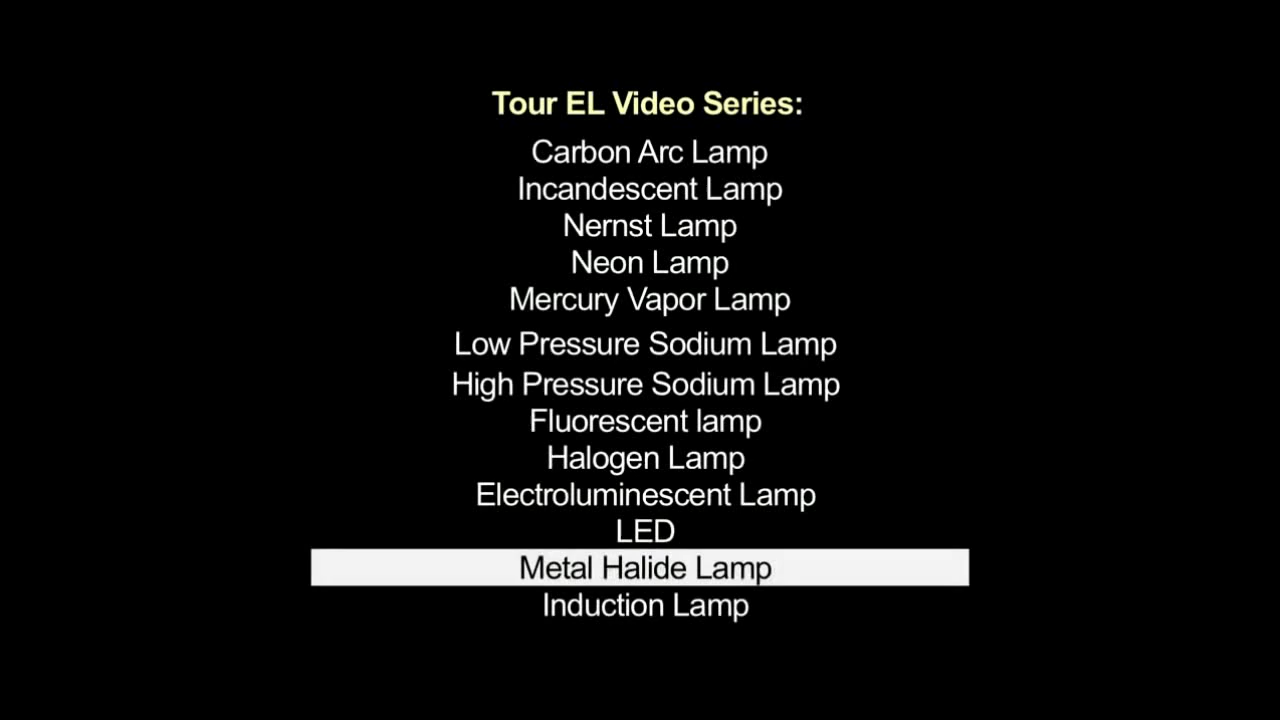 Tour EL Video Series:
Carbon Arc Lamp
Incandescent Lamp
Nernst Lamp
Neon Lamp
Mercury Vapor Lamp
Low Pressure Sodium Lamp
High Pressure Sodium Lamp
Fluorescent lamp
Halogen Lamp
Electroluminescent Lamp
LED
Metal Halide Lamp
Induction Lamp